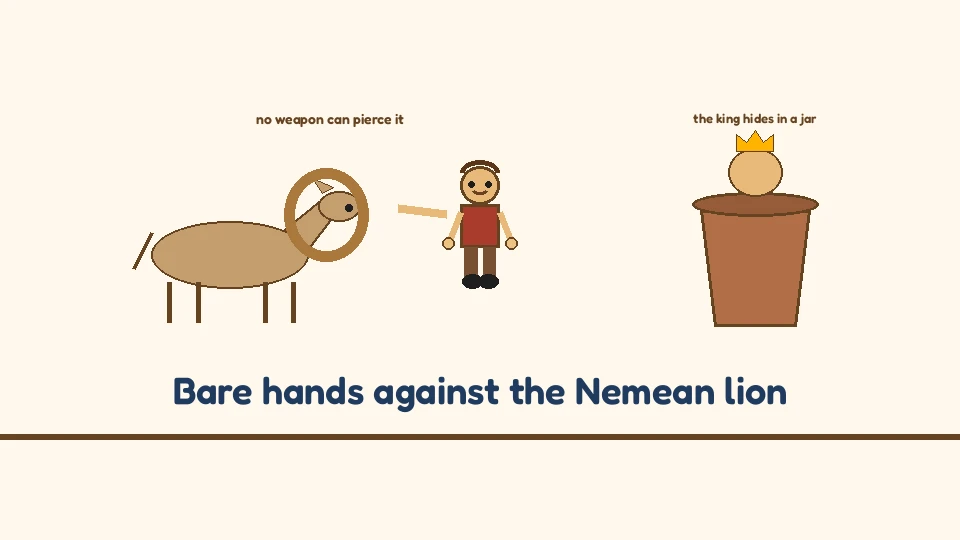 no weapon can pierce it
the king hides in a jar
Bare hands against the Nemean lion